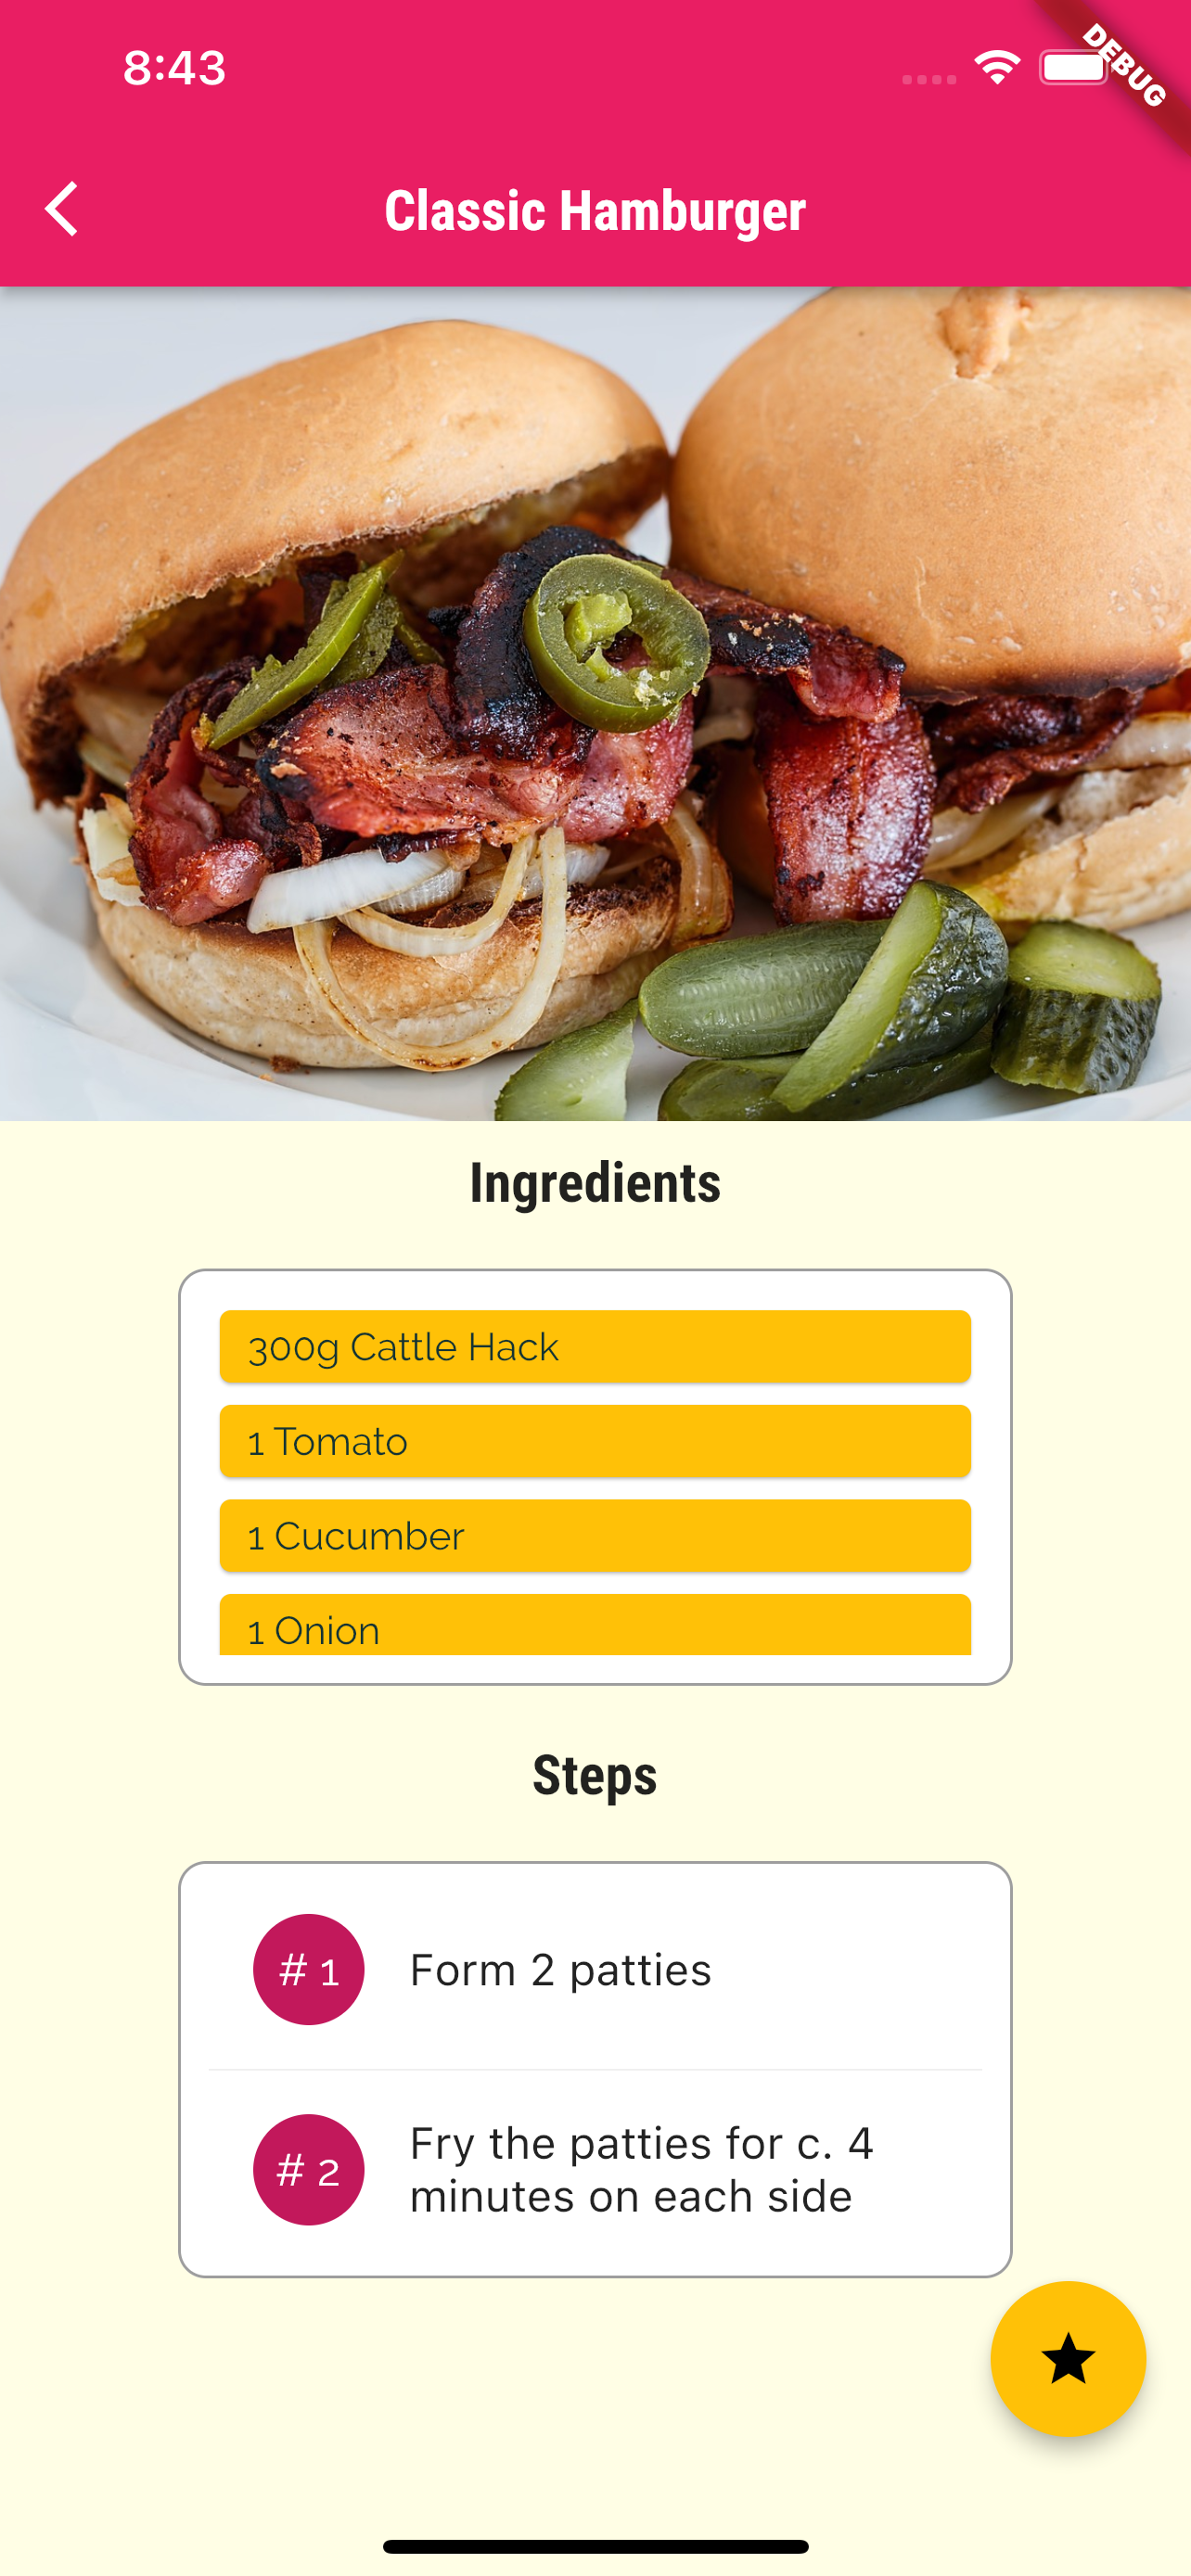 8:43
DEBUG
Classic Hamburger
Ingredients
300g Cattle Hack
1 Tomato
1 Cucumber
1 Onion
Steps
# 1
Form 2 patties
# 2
Fry the patties for c. 4
minutes on each side